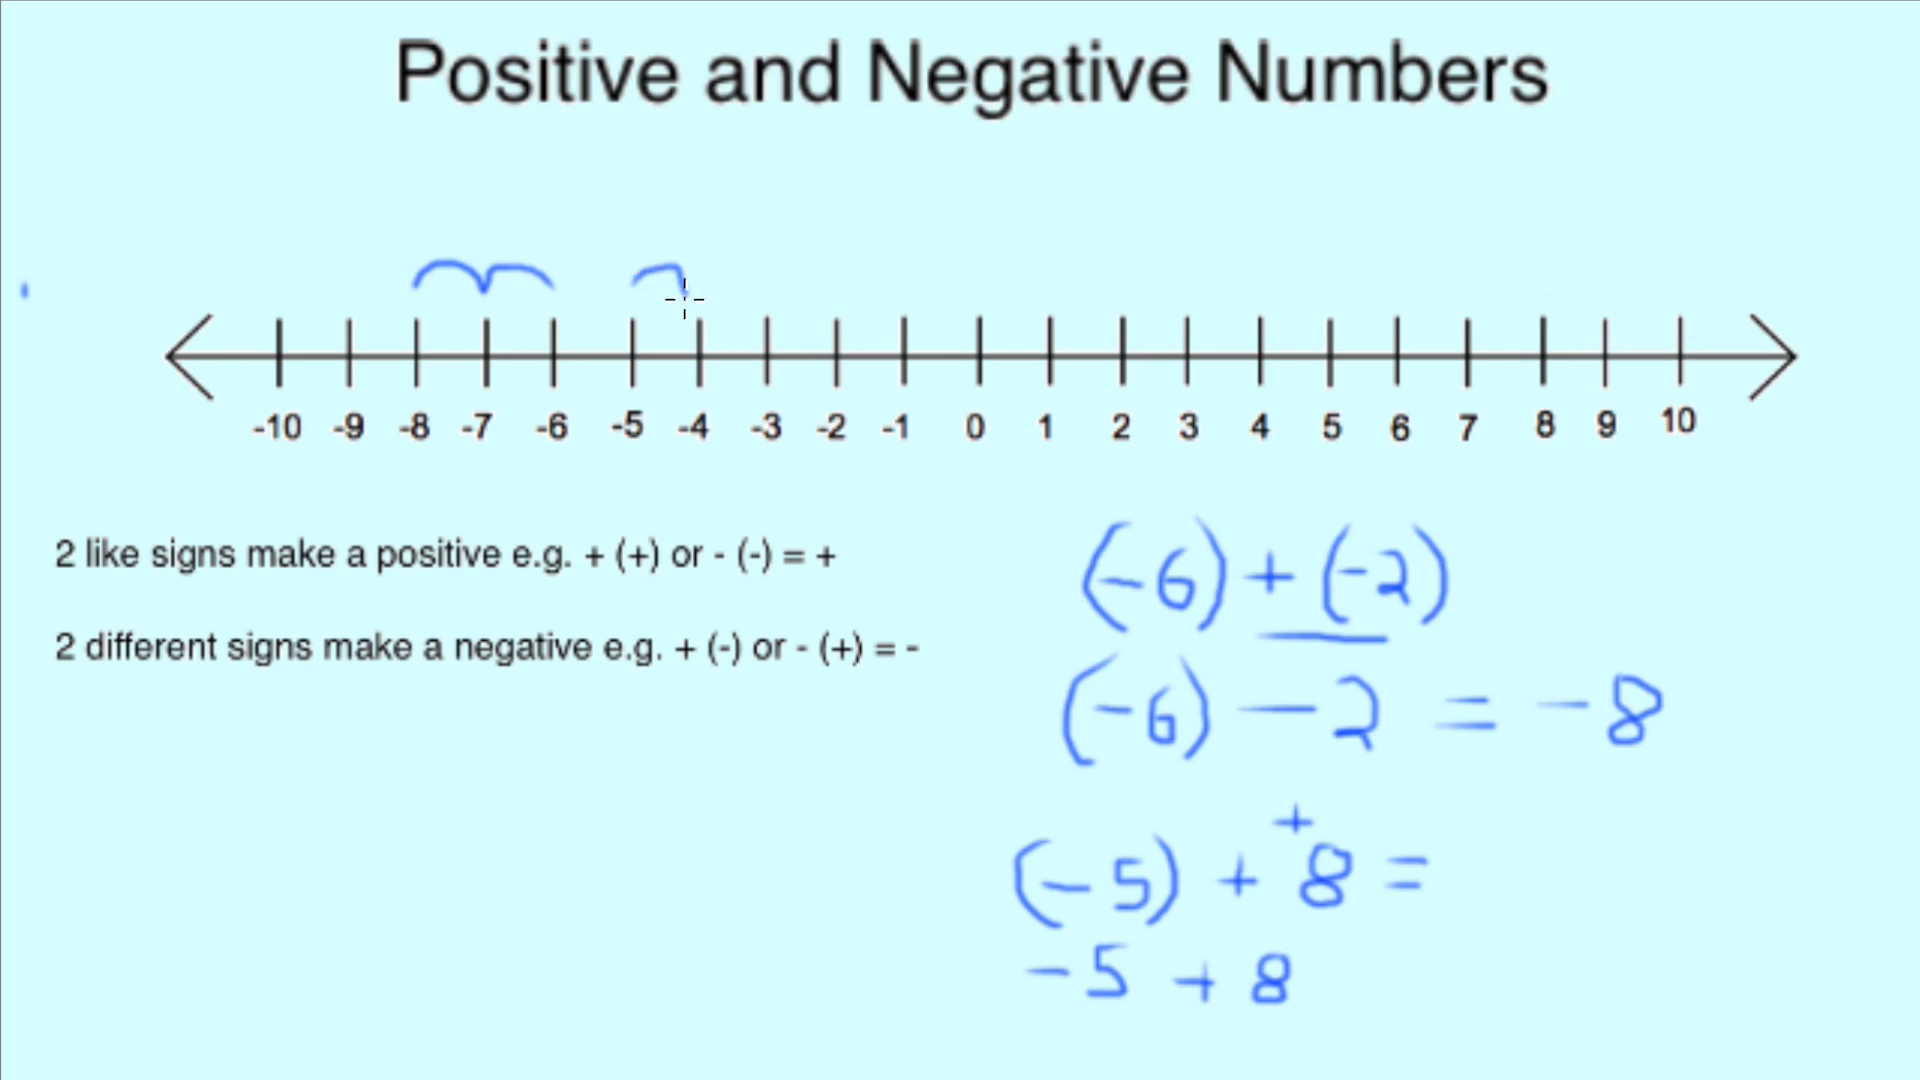 Positive and Negative Numbers
-10 -9 -8 -7 -6 -5 -4 -3 -2 -1 0 1 2 3 4 5 6 7 8 9 10
2 like signs make a positive e.g. + (+) or - (-) = +
2 different signs make a negative e.g. + (-) or - (+) = -
(-6) + (-2)
(-6) - 2 = -8
+
(-5) + 8 =
-5 + 8